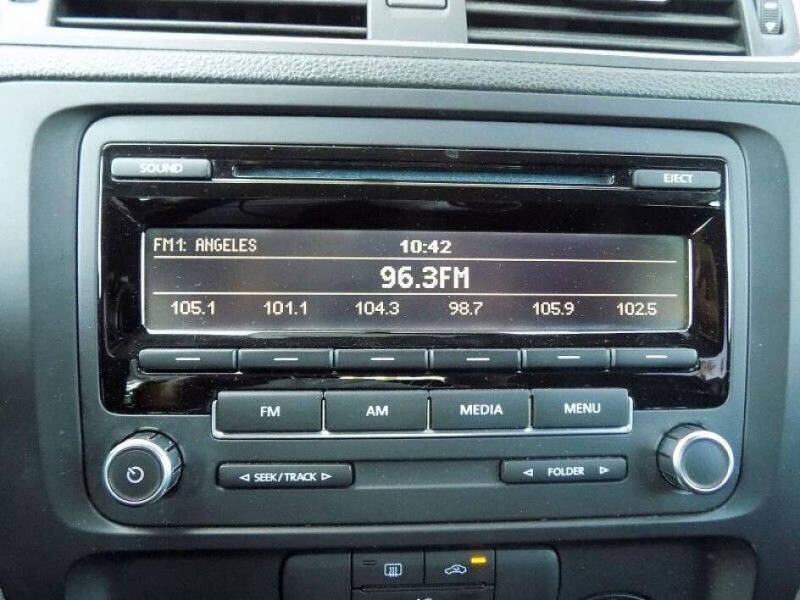 SOUND EJECT
FM1: ANGELES 10:42
96.3FM
105.1 101.1 104.3 98.7 105.9 102.5
FM AM MEDIA MENU
◁ SEEK/TRACK ▷ ◁ FOLDER ▷